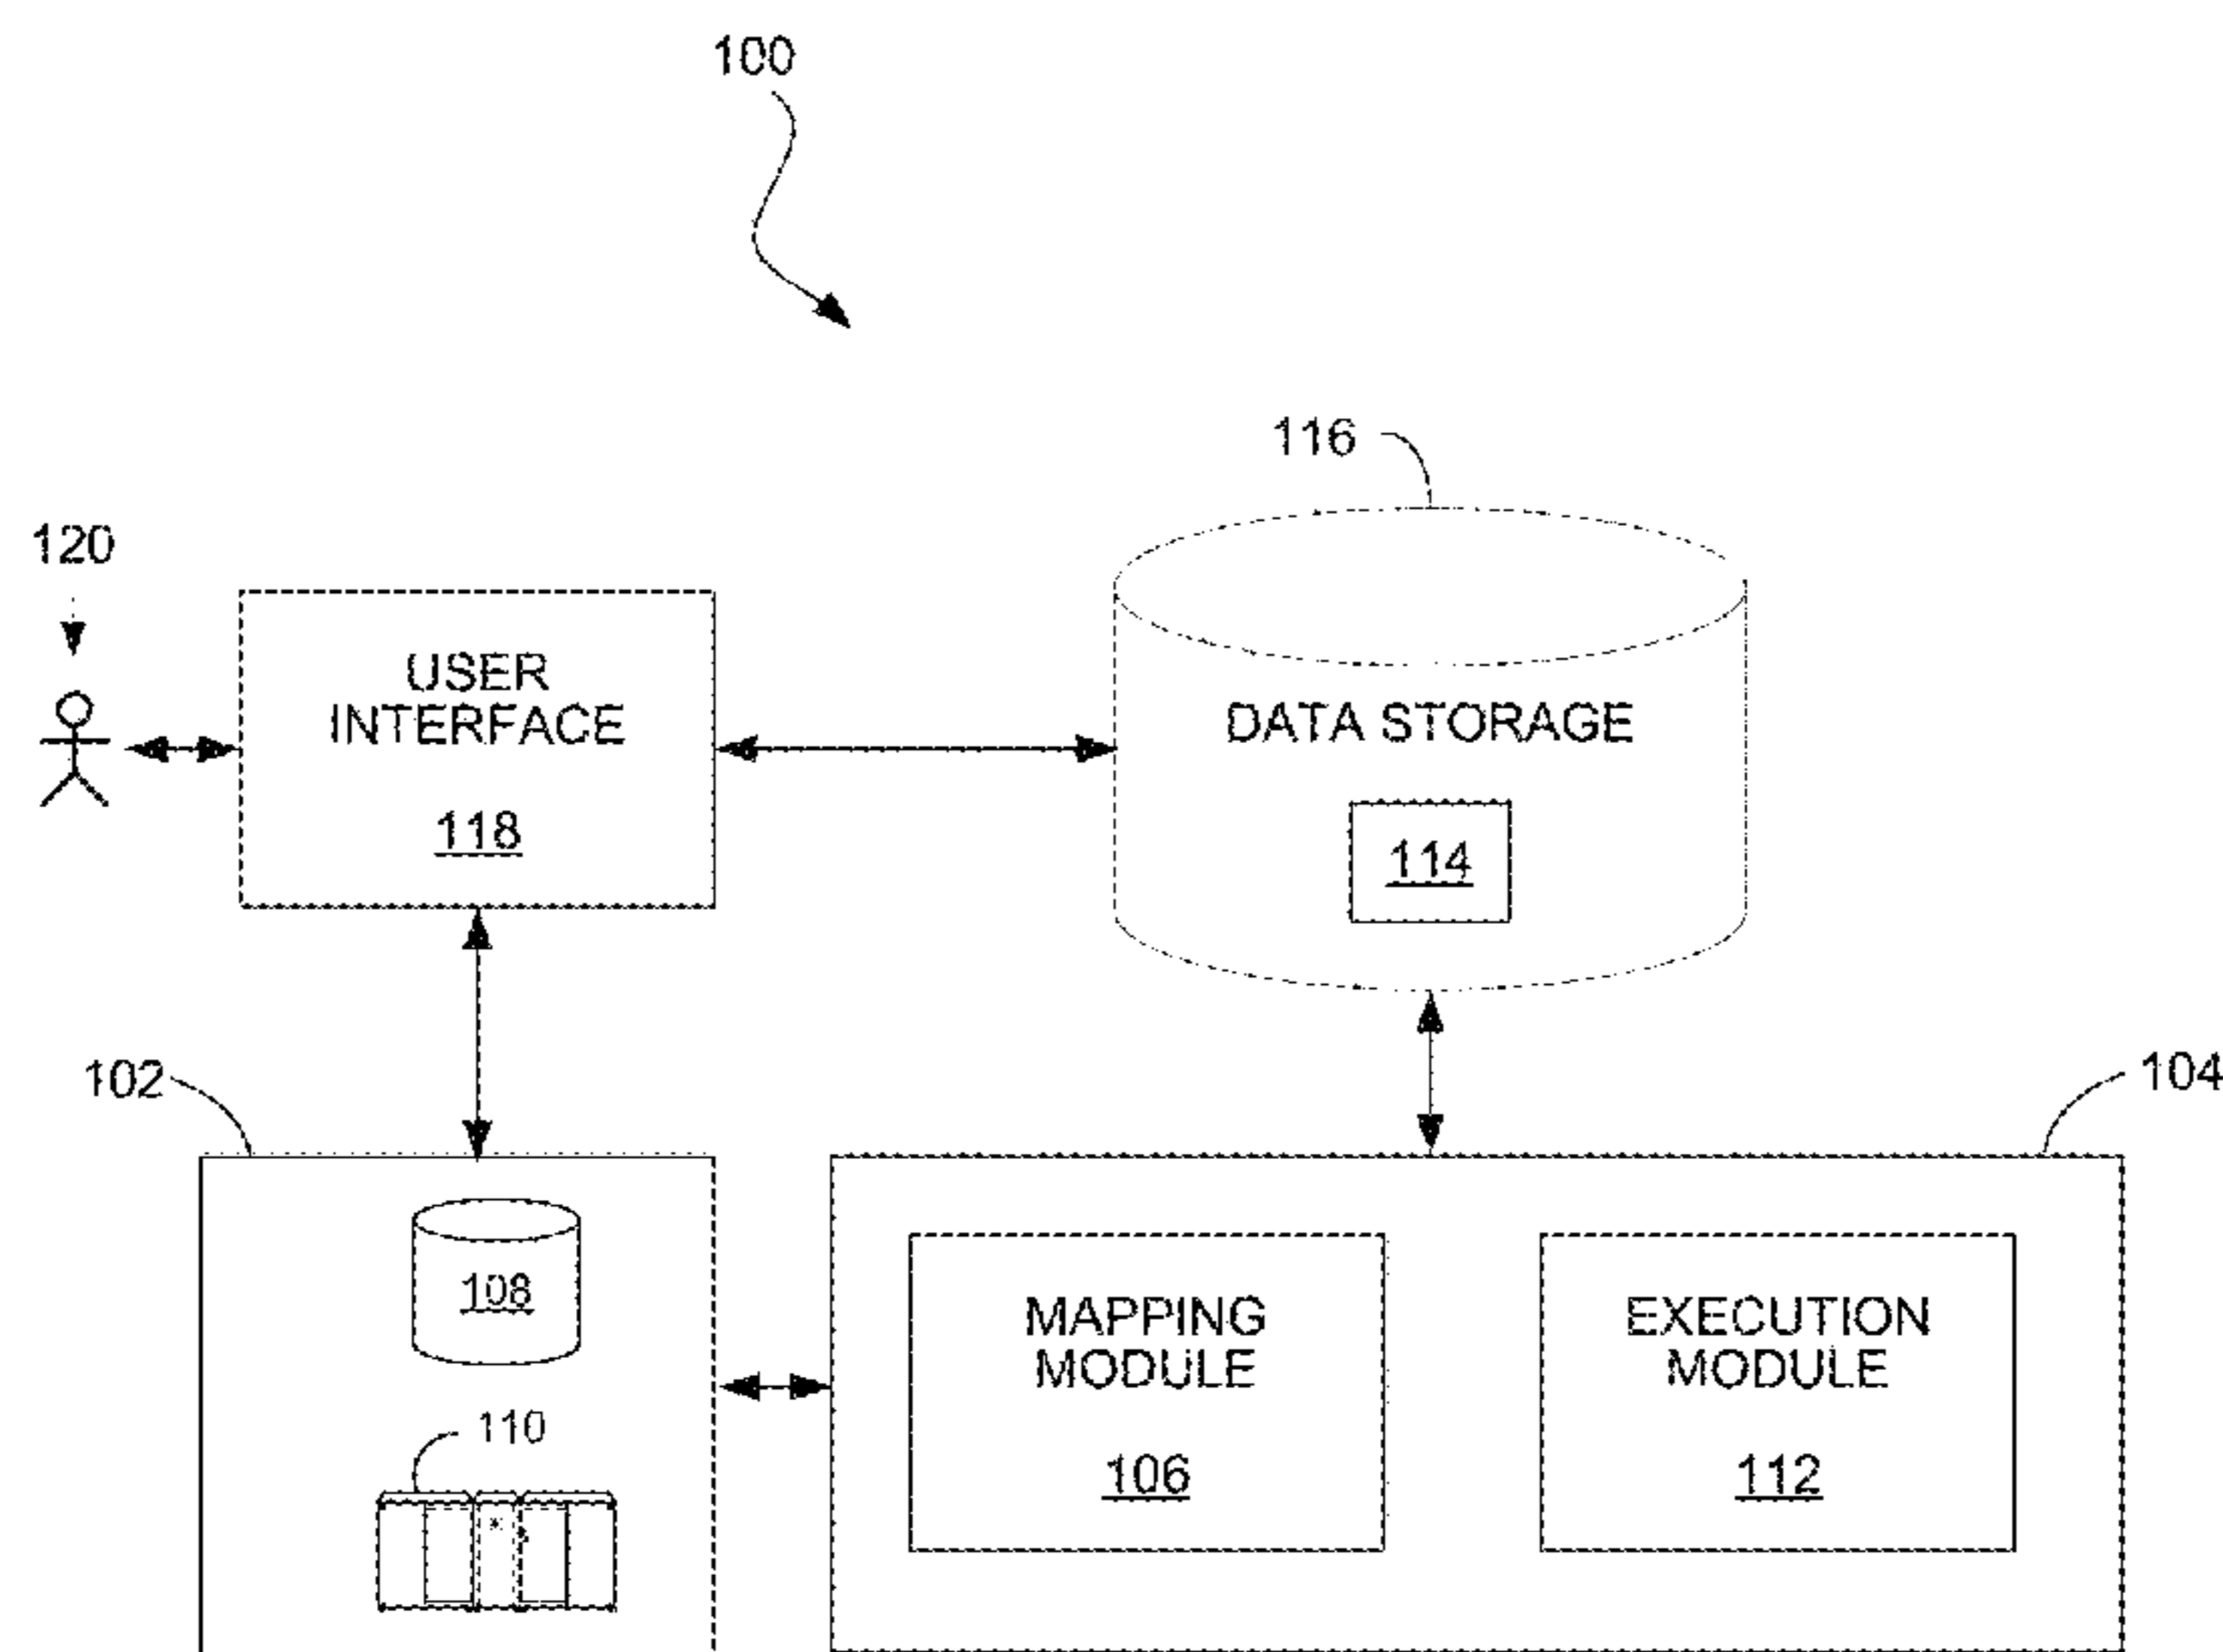 100
116
120
USER
INTERFACE
118
DATA STORAGE
114
102
104
108
110
MAPPING
MODULE
106
EXECUTION
MODULE
112